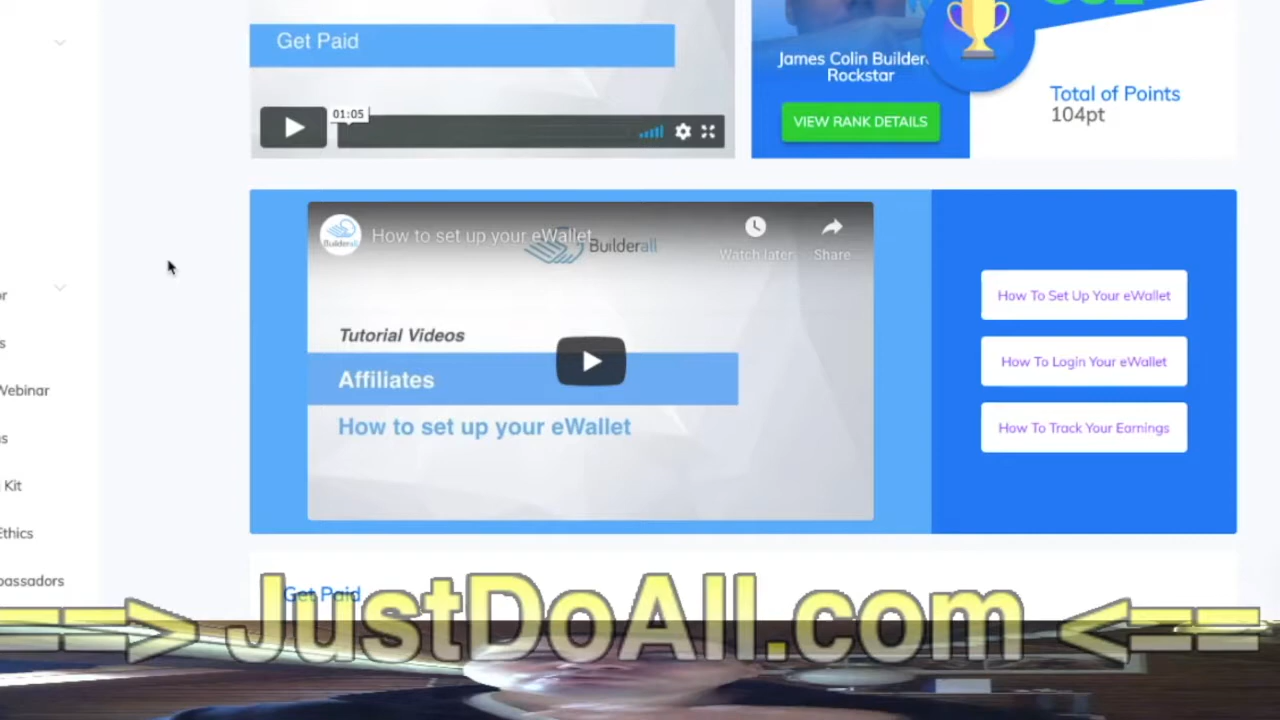 Get Paid
01:05
James Colin Builder
Rockstar
VIEW RANK DETAILS
Total of Points
104pt
How to set up your eWallet
Builderall
Builderall
Watch later
Share
Tutorial Videos
Affiliates
How to set up your eWallet
How To Set Up Your eWallet
How To Login Your eWallet
How To Track Your Earnings
or
s
Webinar
s
Kit
Ethics
bassadors
Get Paid
==> JustDoAll.com <==